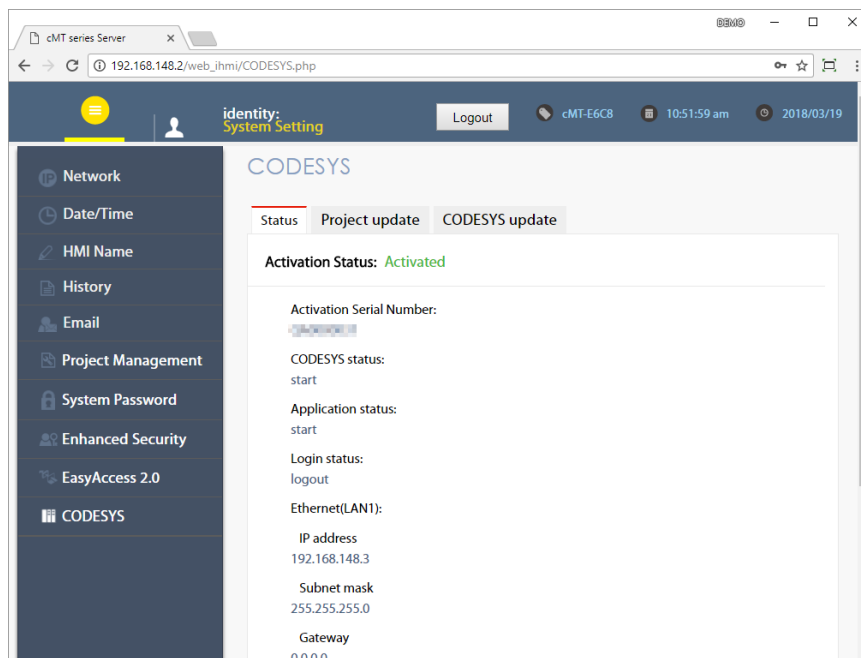 DEMO
cMT series Server
192.168.148.2/web_ihmi/CODESYS.php
identity:
System Setting
Logout
cMT-E6C8
10:51:59 am
2018/03/19
Network
Date/Time
HMI Name
History
Email
Project Management
System Password
Enhanced Security
EasyAccess 2.0
CODESYS
CODESYS
Status Project update CODESYS update
Activation Status: Activated
Activation Serial Number:
CODESYS status:
start
Application status:
start
Login status:
logout
Ethernet(LAN1):
IP address
192.168.148.3
Subnet mask
255.255.255.0
Gateway
0.0.0.0